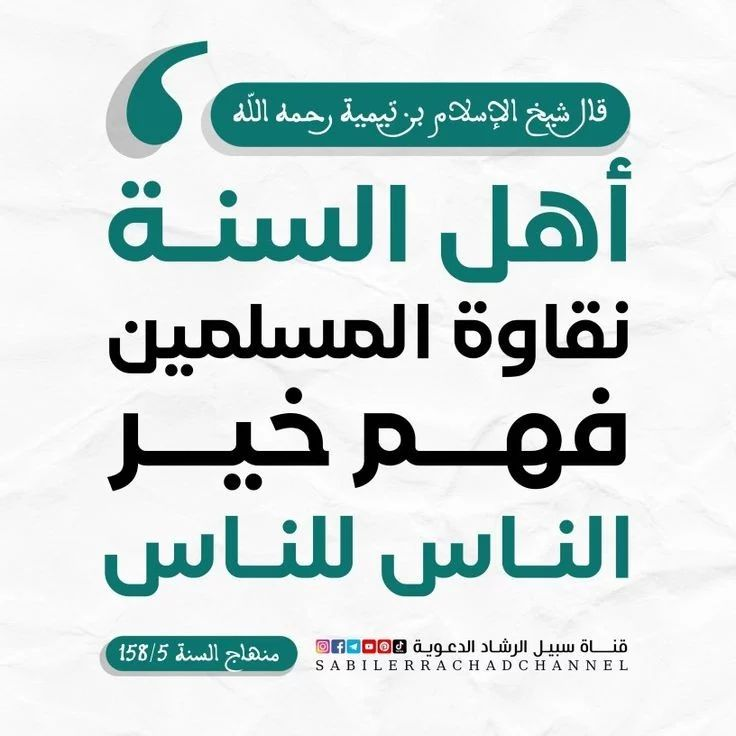 قال شيخ الإسلام بن تيمية رحمه الله
أهل السنة
نقاوة المسلمين
فهم خير
الناس للناس
قناة سبيل الرشاد الدعوية
SABILERRACHADCHANNEL
منهاج السنة 158/5